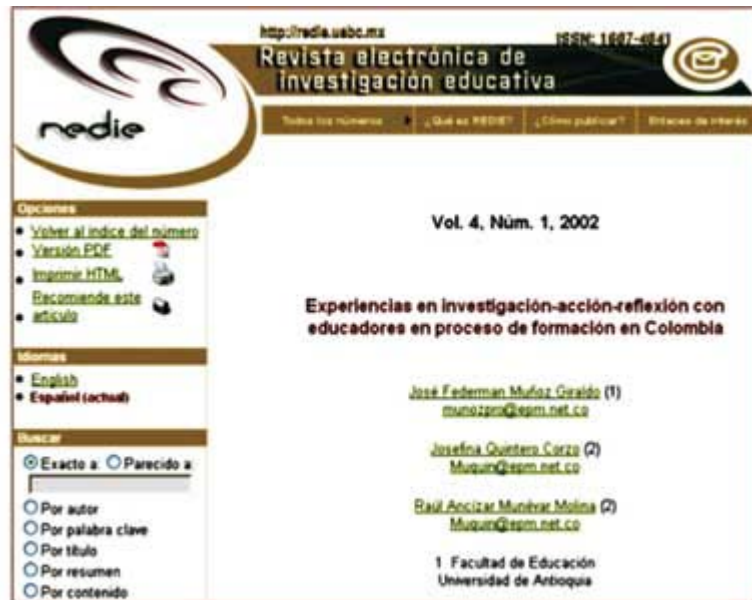 http://redie.uabc.mx
ISSN: 1607-4041
Revista electrónica de
investigación educativa
redie
Todos los números
¿Qué es REDIE?
¿Cómo publicar?
Enlaces de interés
Opciones
Volver al índice del número
Versión PDF
Imprimir HTML
Recomiende este
artículo
Idiomas
English
Español (actual)
Buscar
Exacto a: Parecido a:
Por autor
Por palabra clave
Por título
Por resumen
Por contenido
Vol. 4, Núm. 1, 2002
Experiencias en investigación-acción-reflexión con
educadores en proceso de formación en Colombia
José Federman Muñoz Giraldo (1)
munozpro@epm.net.co
Josefina Quintero Corzo (2)
Muquin@epm.net.co
Raúl Ancízar Munévar Molina (2)
Muquin@epm.net.co
1 Facultad de Educación
Universidad de Antioquia